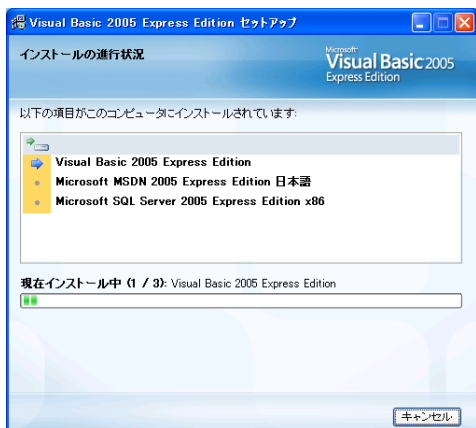 Visual Basic 2005 Express Edition セットアップ
インストールの進行状況
Microsoft
Visual Basic 2005
Express Edition
以下の項目がこのコンピュータにインストールされています:
Visual Basic 2005 Express Edition
Microsoft MSDN 2005 Express Edition 日本語
Microsoft SQL Server 2005 Express Edition x86
現在インストール中 (1 / 3): Visual Basic 2005 Express Edition
キャンセル